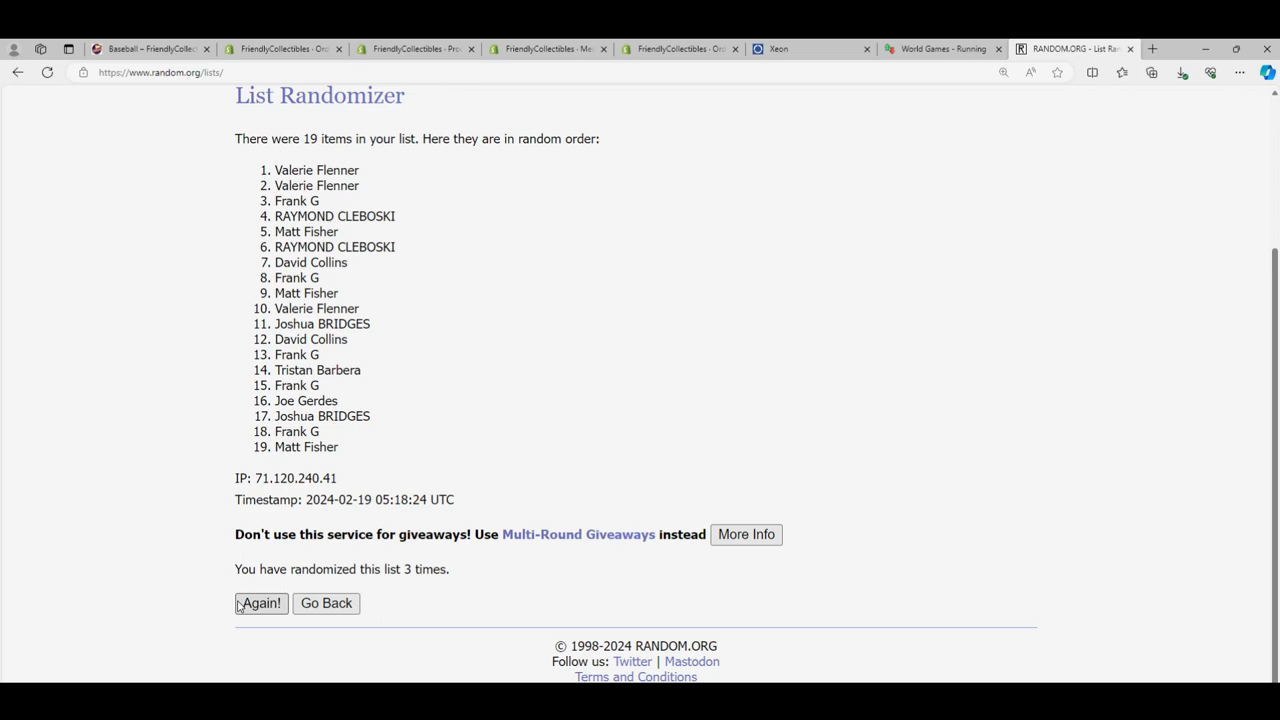 Baseball – FriendlyCollec
FriendlyCollectibles · Ord
FriendlyCollectibles · Pro
FriendlyCollectibles · Me
FriendlyCollectibles · Ord
Xeon
World Games - Running
RANDOM.ORG - List Ran
https://www.random.org/lists/
List Randomizer
There were 19 items in your list. Here they are in random order:
1. Valerie Flenner
2. Valerie Flenner
3. Frank G
4. RAYMOND CLEBOSKI
5. Matt Fisher
6. RAYMOND CLEBOSKI
7. David Collins
8. Frank G
9. Matt Fisher
10. Valerie Flenner
11. Joshua BRIDGES
12. David Collins
13. Frank G
14. Tristan Barbera
15. Frank G
16. Joe Gerdes
17. Joshua BRIDGES
18. Frank G
19. Matt Fisher
IP: 71.120.240.41
Timestamp: 2024-02-19 05:18:24 UTC
Don't use this service for giveaways! Use Multi-Round Giveaways instead More Info
You have randomized this list 3 times.
Again! Go Back
© 1998-2024 RANDOM.ORG
Follow us: Twitter | Mastodon
Terms and Conditions